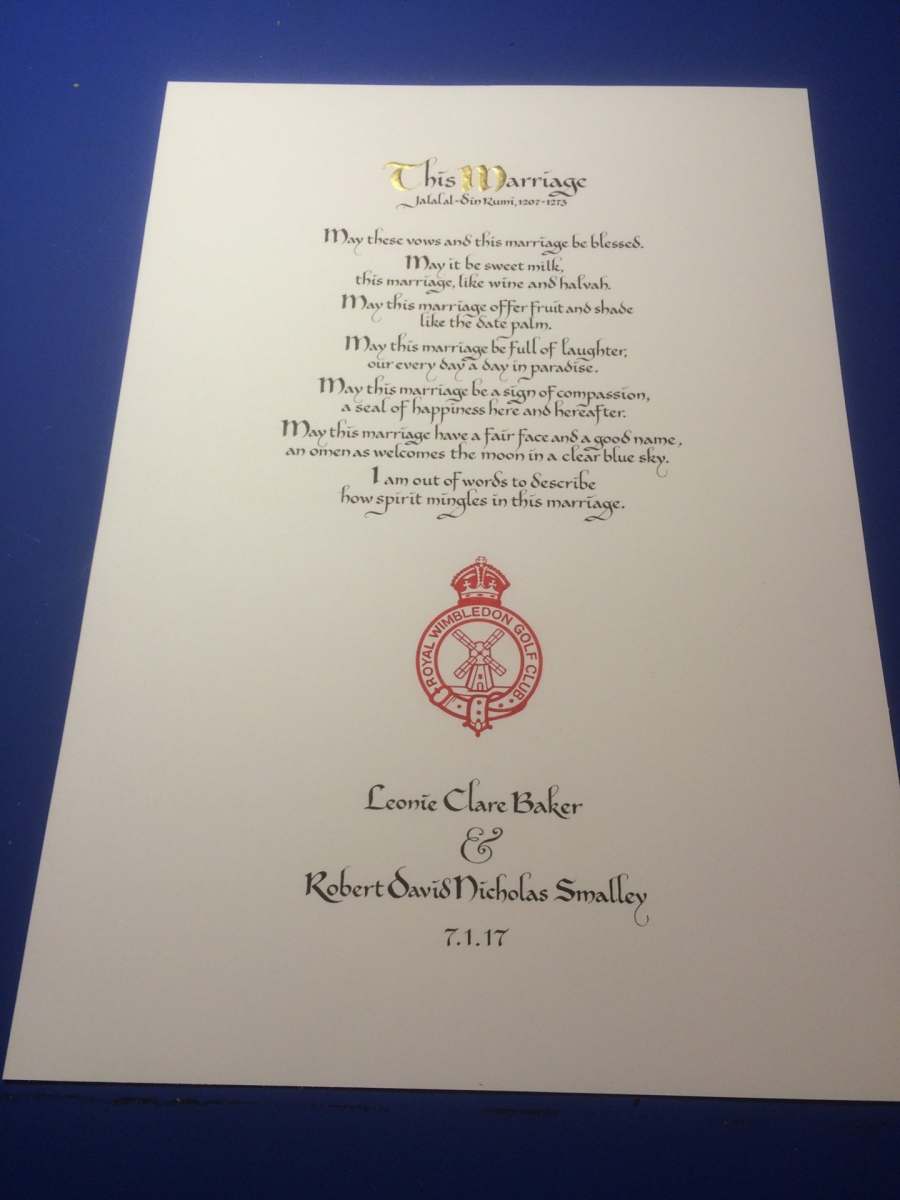 This Marriage
Jalal al-Din Rumi, 1207-1273
May these vows and this marriage be blessed.
May it be sweet milk,
this marriage, like wine and halvah.
May this marriage offer fruit and shade
like the date palm.
May this marriage be full of laughter,
our every day a day in paradise.
May this marriage be a sign of compassion,
a seal of happiness here and hereafter.
May this marriage have a fair face and a good name,
an omen as welcomes the moon in a clear blue sky.
I am out of words to describe
how spirit mingles in this marriage.
ROYAL WIMBLEDON GOLF CLUB
Leonie Clare Baker
&
Robert David Nicholas Smalley
7.1.17